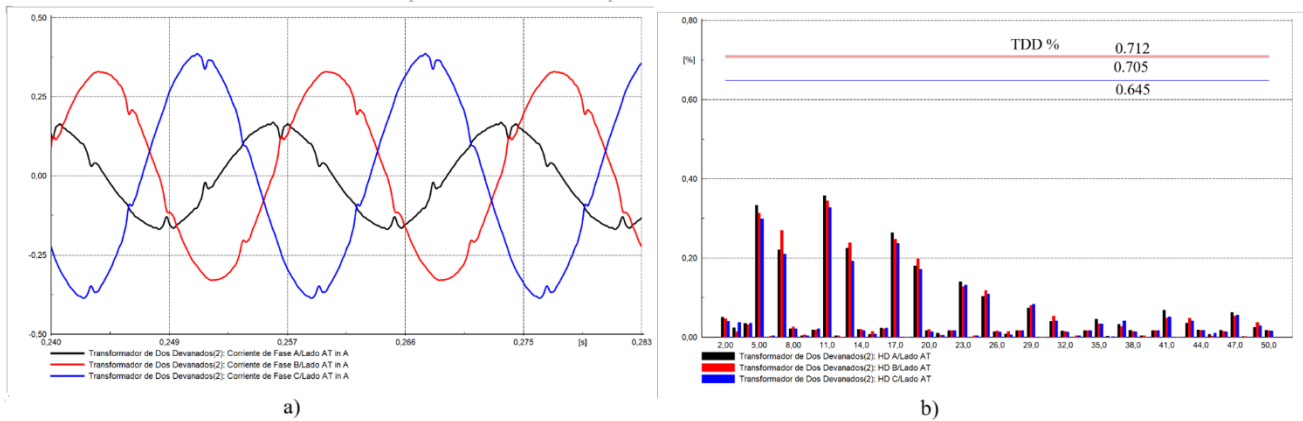 0,50
0,25
0,00
-0,25
-0,50
0,240
0,249
0,257
0,266
0,275
[s]
0,283
Transformador de Dos Devanados(2): Corriente de Fase A/Lado AT in A
Transformador de Dos Devanados(2): Corriente de Fase B/Lado AT in A
Transformador de Dos Devanados(2): Corriente de Fase C/Lado AT in A
a)
0,80
[%]
0,60
0,40
0,20
0,00
TDD % 0.712
0.705
0.645
2,00 5,00 8,00 11,0 14,0 17,0 20,0 23,0 26,0 29,0 32,0 35,0 38,0 41,0 44,0 47,0 50,0
Transformador de Dos Devanados(2): HD A/Lado AT
Transformador de Dos Devanados(2): HD B/Lado AT
Transformador de Dos Devanados(2): HD C/Lado AT
b)